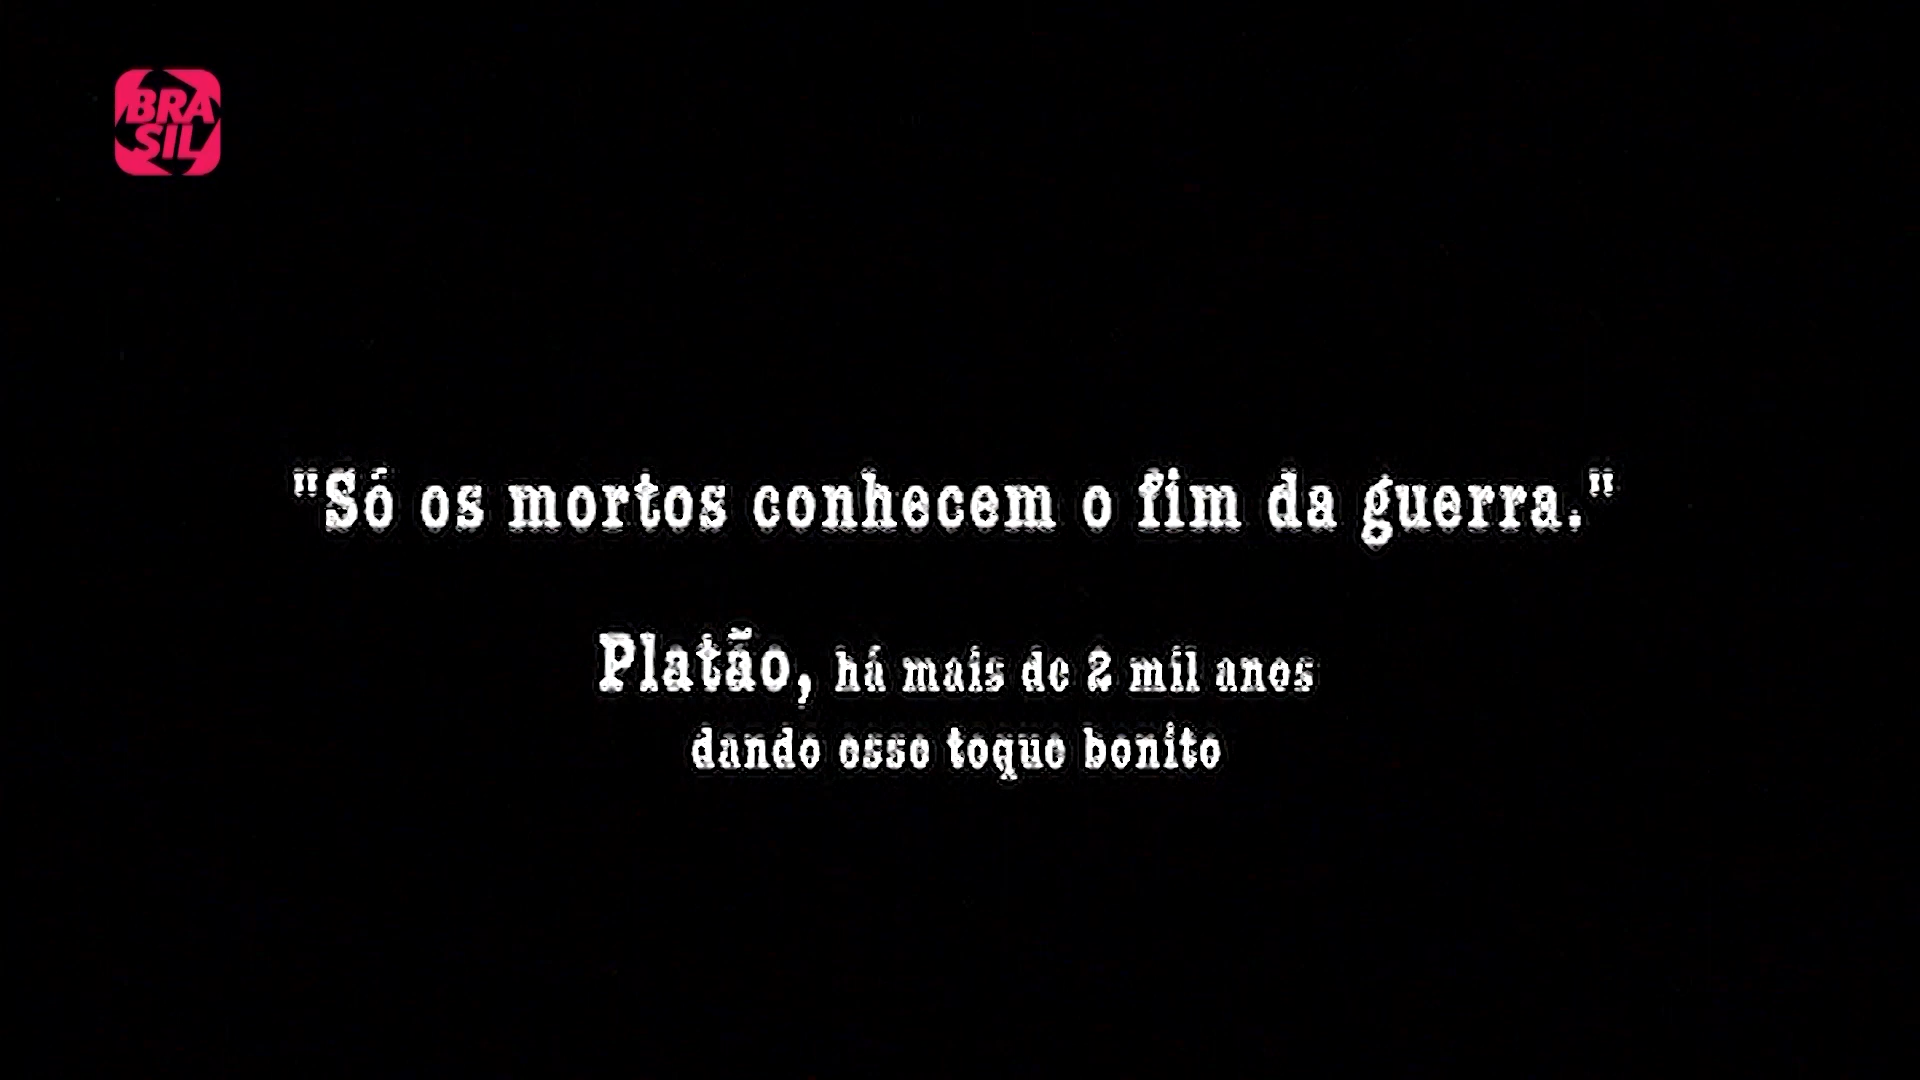 BRA
SIL
"Só os mortos conhecem o fim da guerra."
Platão, há mais de 2 mil anos
dando esse toque bonito